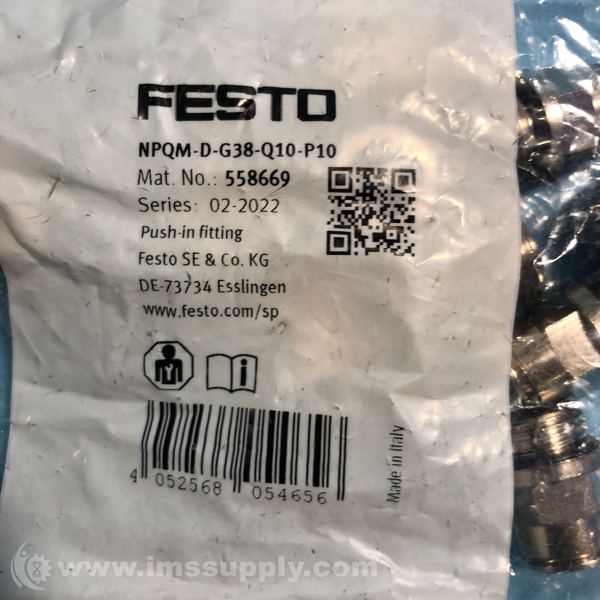 FESTO
NPQM-D-G38-Q10-P10
Mat. No.: 558669
Series: 02-2022
Push-in fitting
Festo SE & Co. KG
DE-73734 Esslingen
www.festo.com/sp
4 052568 054656
Made in Italy
www.imssupply.com